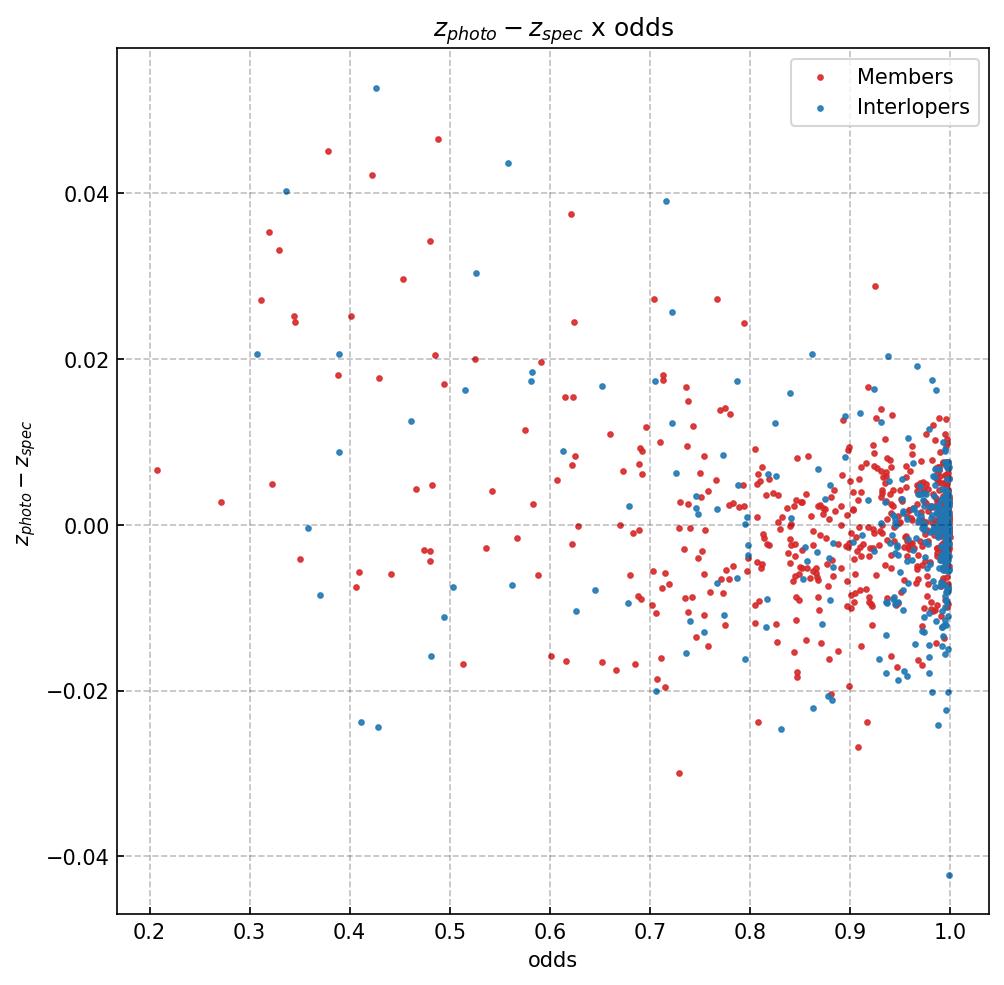 z_photo − z_spec x odds
Members
Interlopers
z_photo − z_spec
0.04
0.02
0.00
−0.02
−0.04
0.2 0.3 0.4 0.5 0.6 0.7 0.8 0.9 1.0
odds